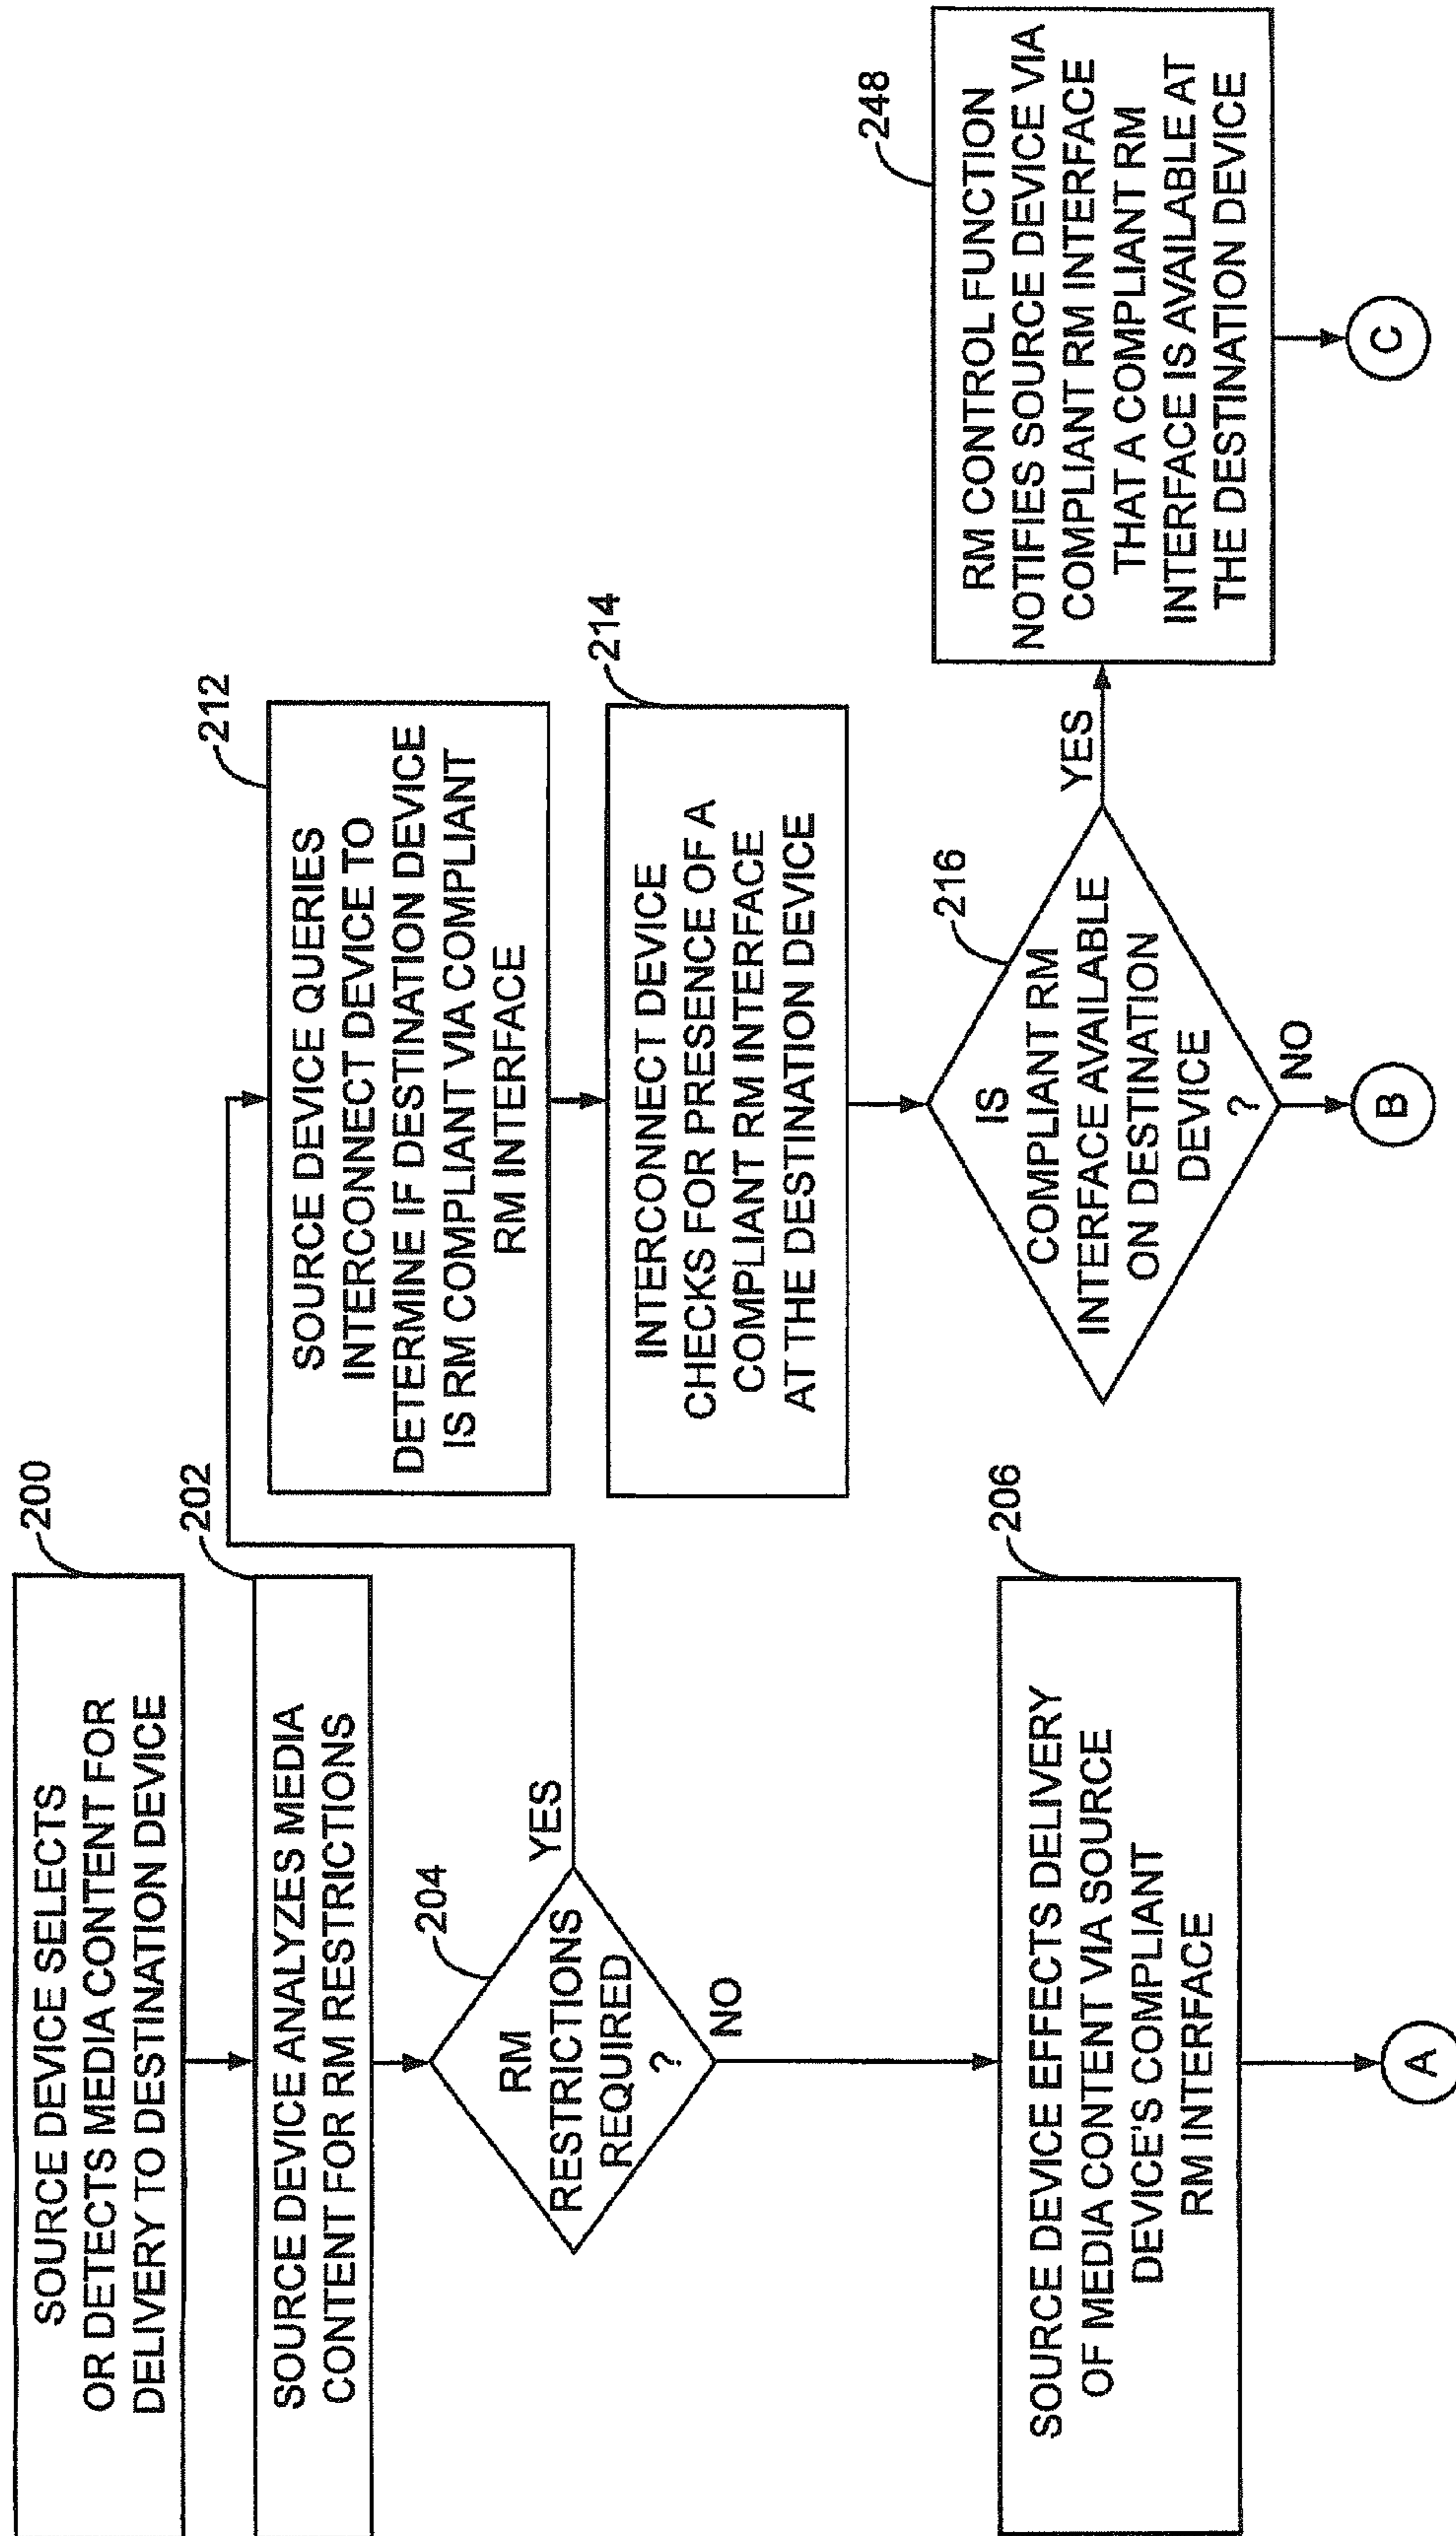 200
SOURCE DEVICE SELECTS
OR DETECTS MEDIA CONTENT FOR
DELIVERY TO DESTINATION DEVICE
202
SOURCE DEVICE ANALYZES MEDIA
CONTENT FOR RM RESTRICTIONS
204
RM
RESTRICTIONS
REQUIRED
?
YES
NO
206
SOURCE DEVICE EFFECTS DELIVERY
OF MEDIA CONTENT VIA SOURCE
DEVICE'S COMPLIANT
RM INTERFACE
A
212
SOURCE DEVICE QUERIES
INTERCONNECT DEVICE TO
DETERMINE IF DESTINATION DEVICE
IS RM COMPLIANT VIA COMPLIANT
RM INTERFACE
214
INTERCONNECT DEVICE
CHECKS FOR PRESENCE OF A
COMPLIANT RM INTERFACE
AT THE DESTINATION DEVICE
216
IS
COMPLIANT RM
INTERFACE AVAILABLE
ON DESTINATION
DEVICE
?
YES
NO
B
248
RM CONTROL FUNCTION
NOTIFIES SOURCE DEVICE VIA
COMPLIANT RM INTERFACE
THAT A COMPLIANT RM
INTERFACE IS AVAILABLE AT
THE DESTINATION DEVICE
C